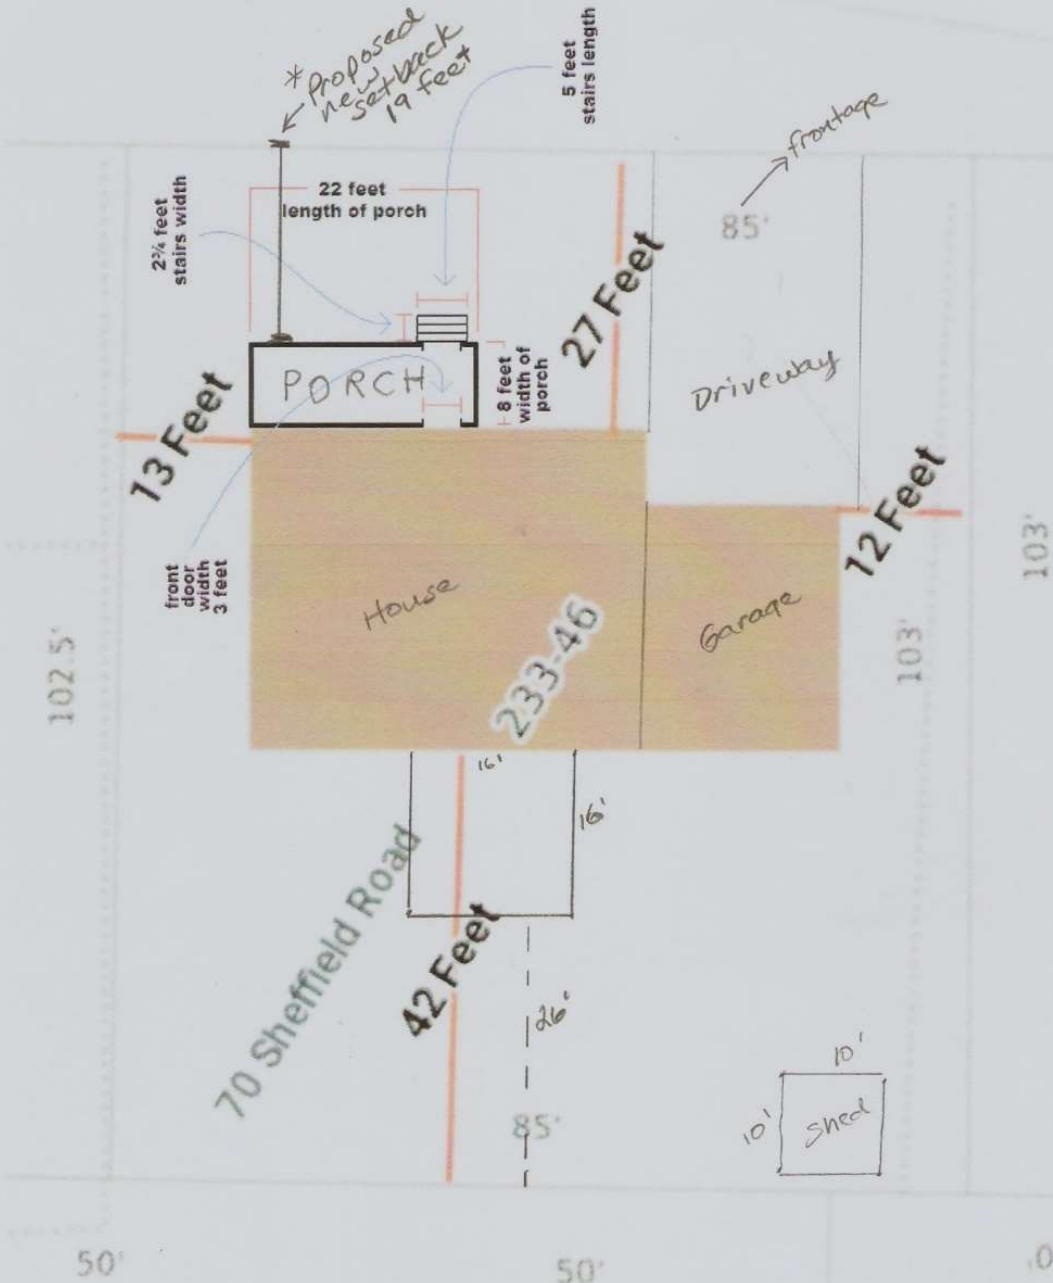 * Proposed
new
setback
19 feet
5 feet
stairs length
frontage
22 feet
length of porch
2¾ feet
stairs width
85'
27 Feet
PORCH
8 feet
width of
porch
Driveway
13 Feet
12 Feet
front
door
width
3 feet
103'
House
233-46
Garage
103'
102.5'
16'
16'
70 Sheffield Road
42 Feet
26'
85'
10'
10'
Shed
50'
50'